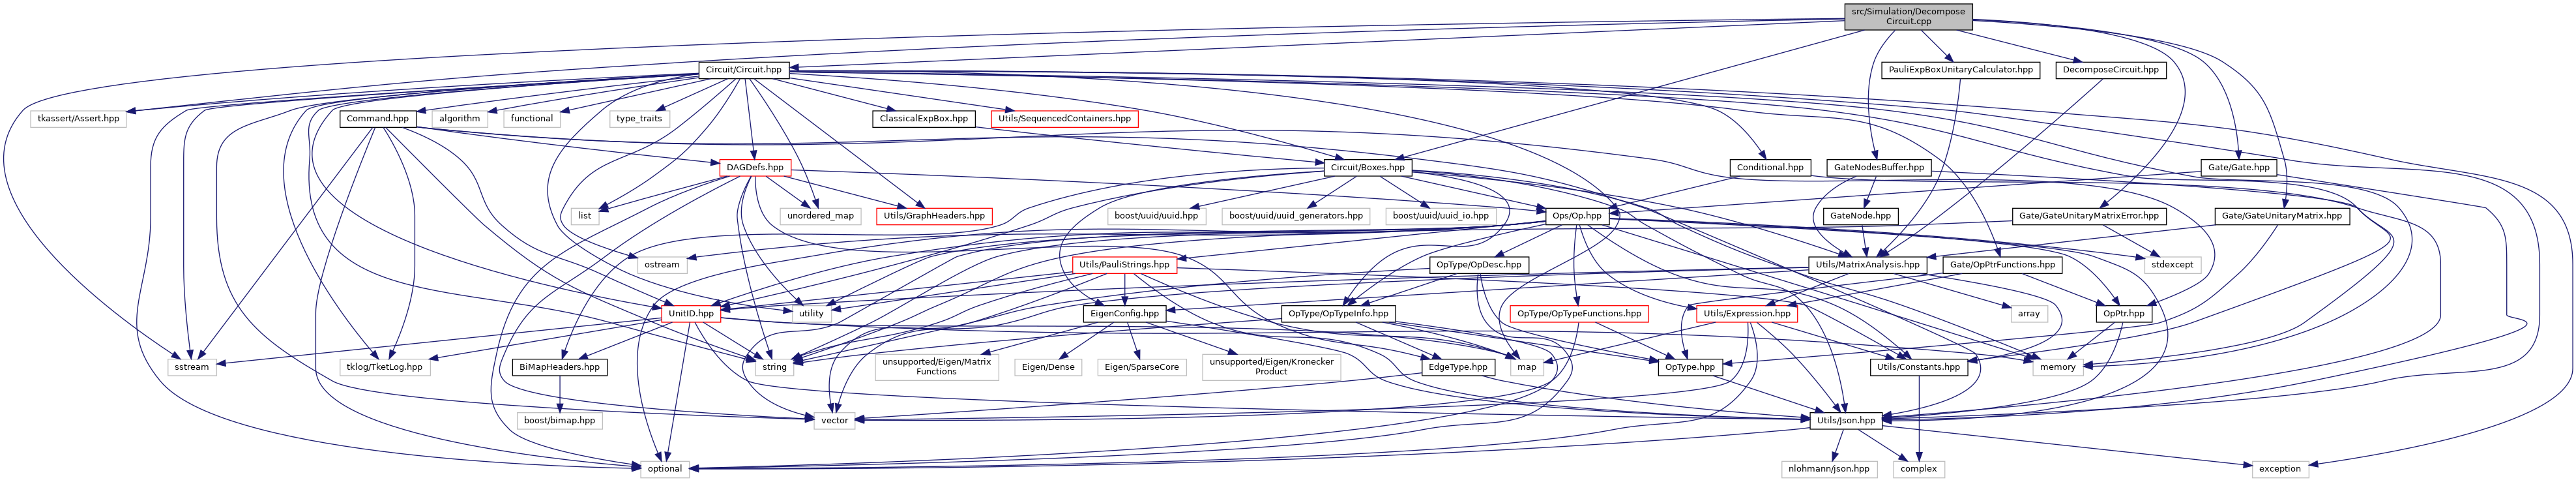 src/Simulation/Decompose
Circuit.cpp
Circuit/Circuit.hpp
PauliExpBoxUnitaryCalculator.hpp
DecomposeCircuit.hpp
tkassert/Assert.hpp
Command.hpp
algorithm
functional
type_traits
ClassicalExpBox.hpp
Utils/SequencedContainers.hpp
DAGDefs.hpp
Circuit/Boxes.hpp
Conditional.hpp
GateNodesBuffer.hpp
Gate/Gate.hpp
list
unordered_map
Utils/GraphHeaders.hpp
boost/uuid/uuid.hpp
boost/uuid/uuid_generators.hpp
boost/uuid/uuid_io.hpp
Ops/Op.hpp
GateNode.hpp
Gate/GateUnitaryMatrixError.hpp
Gate/GateUnitaryMatrix.hpp
ostream
Utils/PauliStrings.hpp
OpType/OpDesc.hpp
Utils/MatrixAnalysis.hpp
Gate/OpPtrFunctions.hpp
stdexcept
UnitID.hpp
utility
EigenConfig.hpp
OpType/OpTypeInfo.hpp
OpType/OpTypeFunctions.hpp
Utils/Expression.hpp
array
OpPtr.hpp
sstream
tklog/TketLog.hpp
BiMapHeaders.hpp
string
unsupported/Eigen/Matrix
Functions
Eigen/Dense
Eigen/SparseCore
unsupported/Eigen/Kronecker
Product
map
EdgeType.hpp
OpType.hpp
Utils/Constants.hpp
memory
boost/bimap.hpp
vector
Utils/Json.hpp
optional
nlohmann/json.hpp
complex
exception